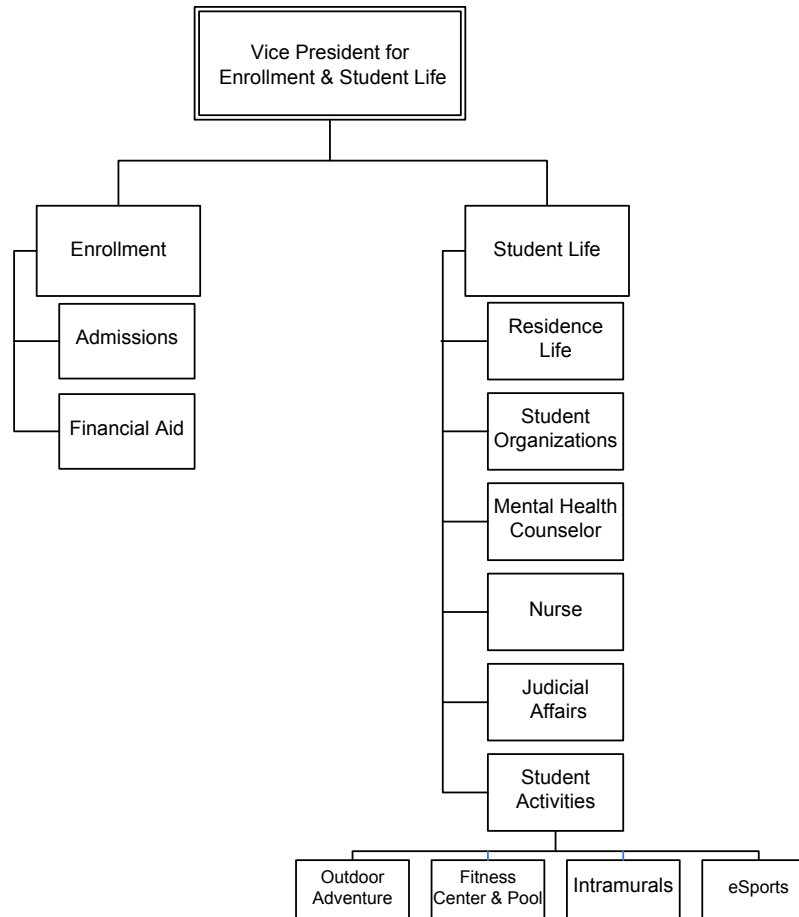 Vice President for
Enrollment & Student Life
Enrollment
Admissions
Financial Aid
Student Life
Residence
Life
Student
Organizations
Mental Health
Counselor
Nurse
Judicial
Affairs
Student
Activities
Outdoor
Adventure
Fitness
Center & Pool
Intramurals
eSports